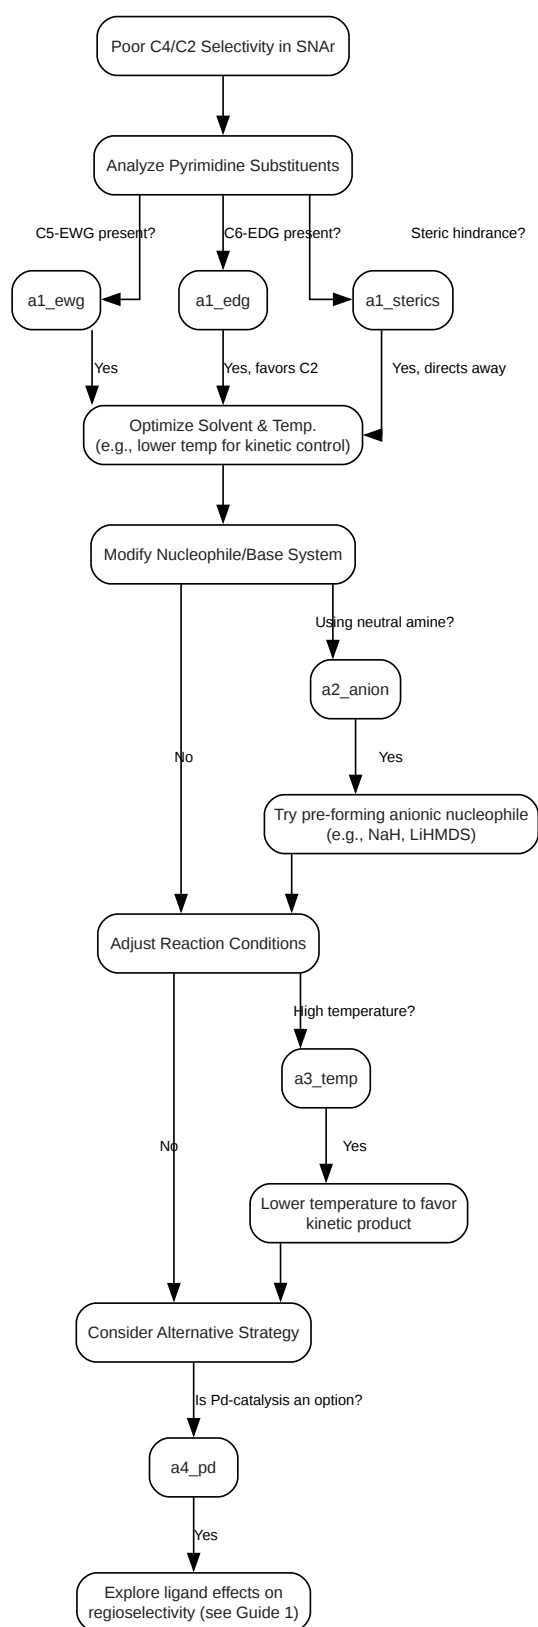 Poor C4/C2 Selectivity in SNAr
Analyze Pyrimidine Substituents
C5-EWG present?
C6-EDG present?
Steric hindrance?
a1_ewg
a1_edg
a1_sterics
Yes
Yes, favors C2
Yes, directs away
Optimize Solvent & Temp.
(e.g., lower temp for kinetic control)
Modify Nucleophile/Base System
Using neutral amine?
a2_anion
No
Yes
Try pre-forming anionic nucleophile
(e.g., NaH, LiHMDS)
Adjust Reaction Conditions
High temperature?
a3_temp
No
Yes
Lower temperature to favor
kinetic product
Consider Alternative Strategy
Is Pd-catalysis an option?
a4_pd
Yes
Explore ligand effects on
regioselectivity (see Guide 1)